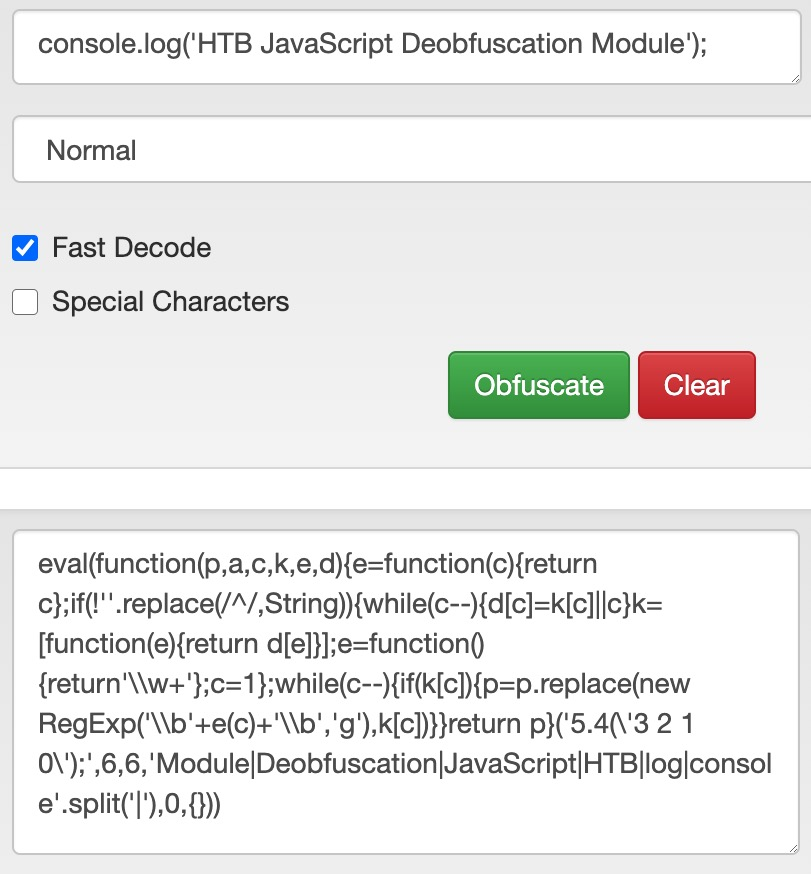 console.log('HTB JavaScript Deobfuscation Module');
Normal
Fast Decode
Special Characters
Obfuscate Clear
eval(function(p,a,c,k,e,d){e=function(c){return
c};if(!''.replace(/^/,String)){while(c--){d[c]=k[c]||c}k=
[function(e){return d[e]}];e=function()
{return'\\w+'};c=1};while(c--){if(k[c]){p=p.replace(new
RegExp('\\b'+e(c)+'\\b','g'),k[c])}}return p}('5.4(\'3 2 1
0\');',6,6,'Module|Deobfuscation|JavaScript|HTB|log|consol
e'.split('|'),0,{}))